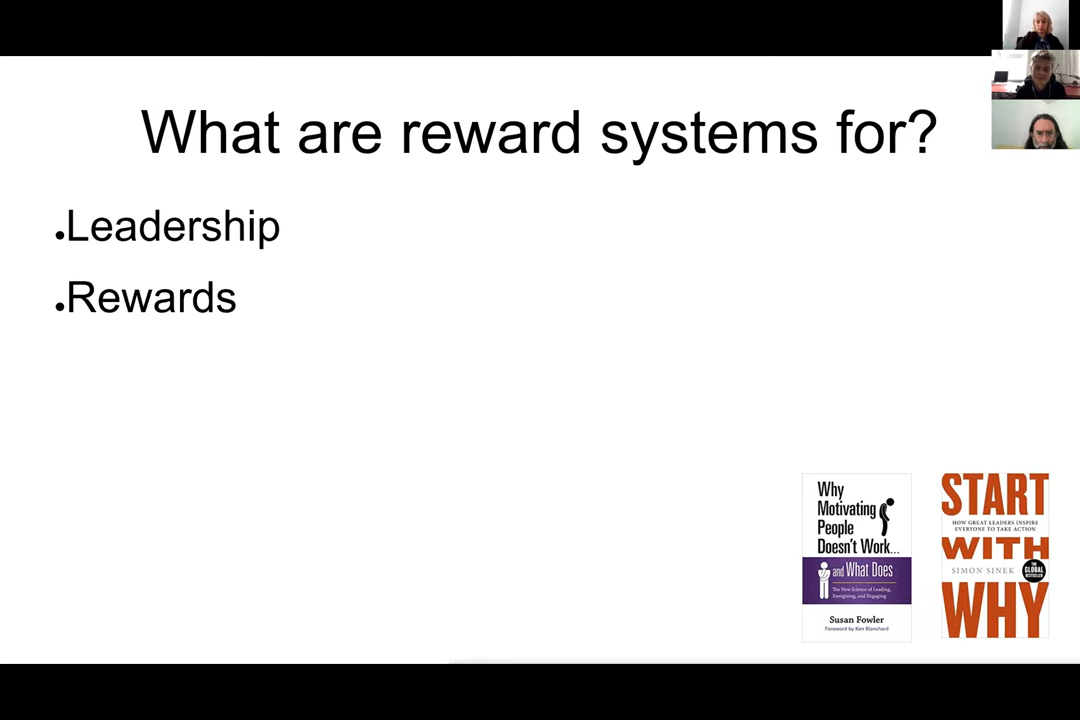 What are reward systems for?
●Leadership
●Rewards
Why
Motivating
People
Doesn't Work...
and What Does
The New Science of Leading,
Energizing, and Engaging
Susan Fowler
Foreword by Ken Blanchard
START
HOW GREAT LEADERS INSPIRE
EVERYONE TO TAKE ACTION
WITH
SIMON SINEK
THE
GLOBAL
BESTSELLER
WHY